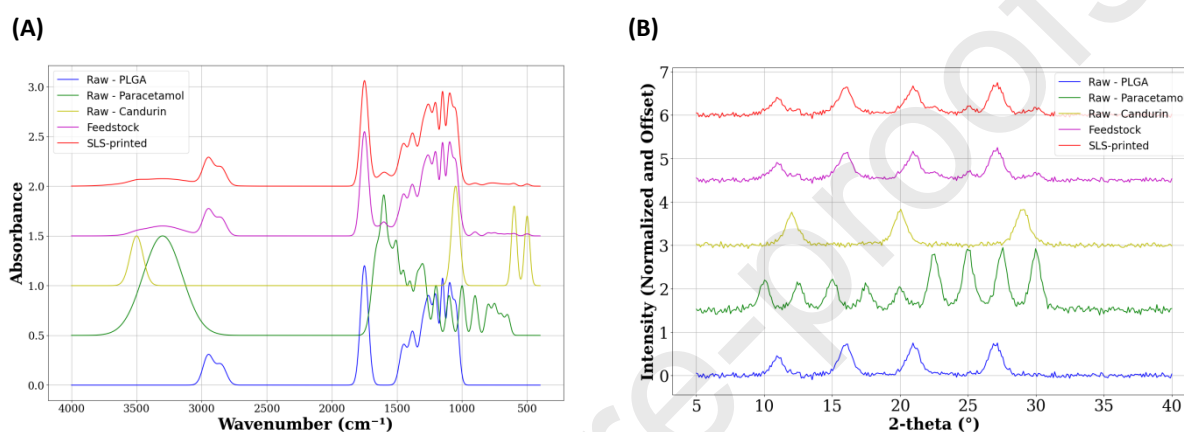 (A)
Absorbance
3.0
2.5
2.0
1.5
1.0
0.5
0.0
Raw - PLGA
Raw - Paracetamol
Raw - Candurin
Feedstock
SLS-printed
4000 3500 3000 2500 2000 1500 1000 500
Wavenumber (cm⁻¹)
(B)
Intensity (Normalized and Offset)
7
6
5
4
3
2
1
0
Raw - PLGA
Raw - Paracetamol
Raw - Candurin
Feedstock
SLS-printed
5 10 15 20 25 30 35 40
2-theta (°)
re-proofs